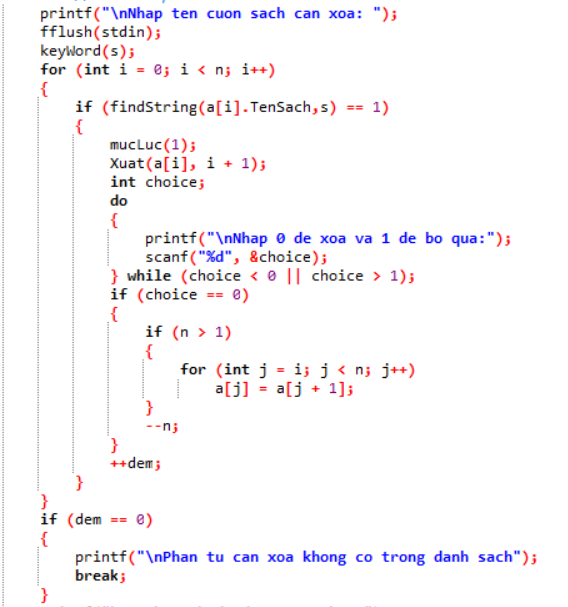 printf("\nNhap ten cuon sach can xoa: ");
fflush(stdin);
keyWord(s);
for (int i = 0; i < n; i++)
{
if (findString(a[i].TenSach,s) == 1)
{
mucLuc(1);
Xuat(a[i], i + 1);
int choice;
do
{
printf("\nNhap 0 de xoa va 1 de bo qua:");
scanf("%d", &choice);
} while (choice < 0 || choice > 1);
if (choice == 0)
{
if (n > 1)
{
for (int j = i; j < n; j++)
a[j] = a[j + 1];
}
--n;
}
++dem;
}
}
if (dem == 0)
{
printf("\nPhan tu can xoa khong co trong danh sach");
break;
}